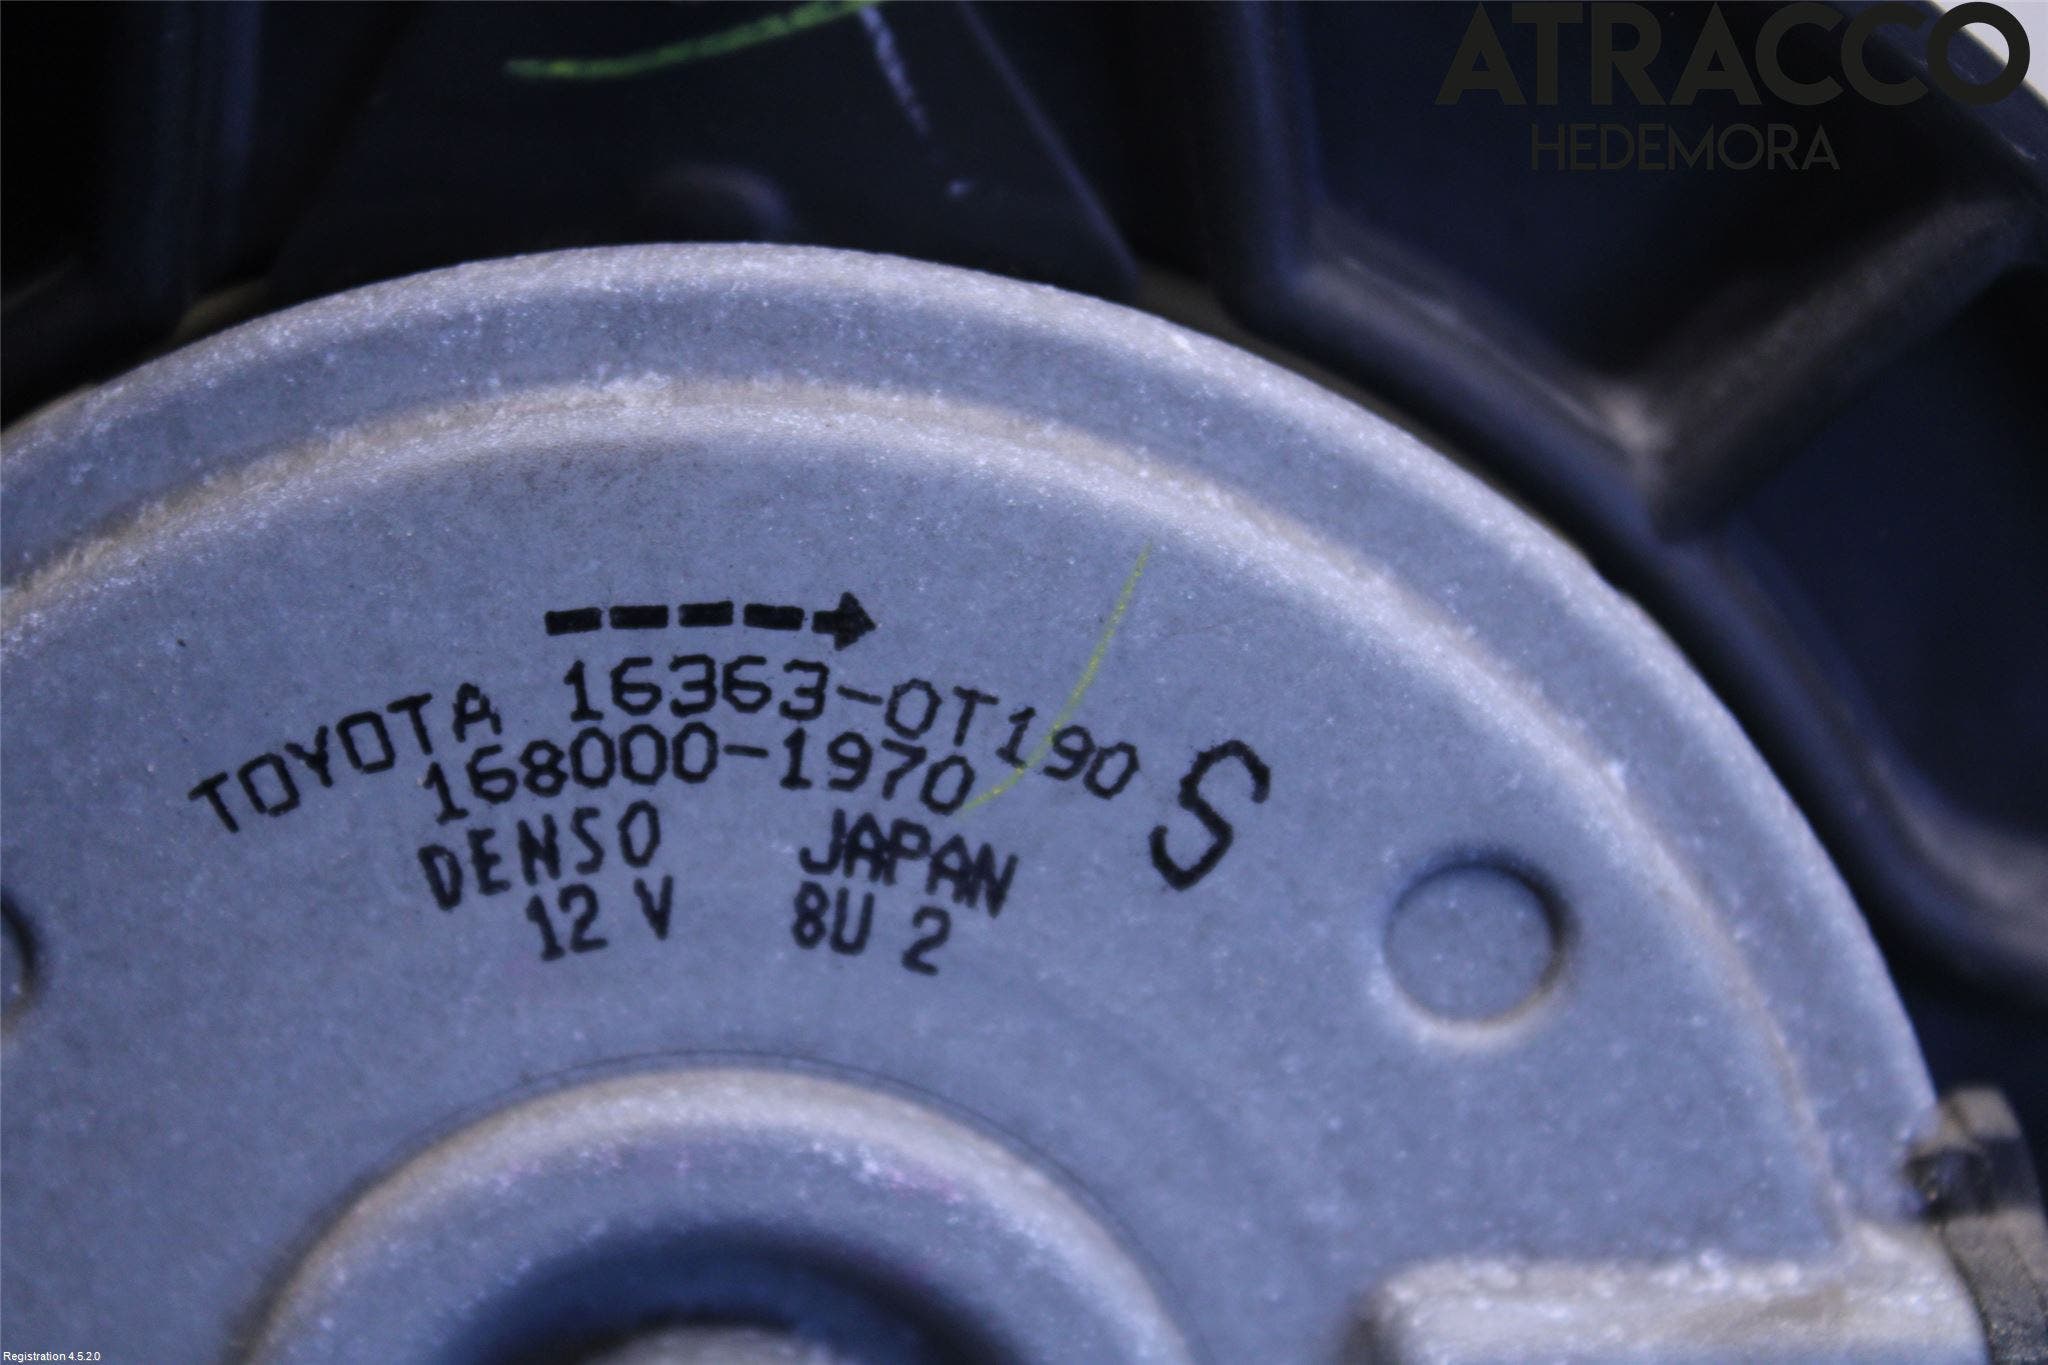 ATRACCO
HEDEMORA
TOYOTA 16363-0T190 S
168000-1970
DENSO JAPAN
12 V 8U 2
Registration 4.5.2.0